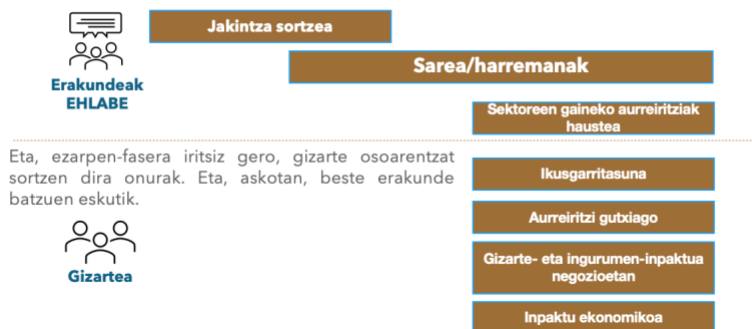 Jakintza sortzea
Sarea/harremanak
Erakundeak
EHLABE
Sektoreen gaineko aurreiritziak
haustea
Eta, ezarpen-fasera iritsiz gero, gizarte osoarentzat
sortzen dira onurak. Eta, askotan, beste erakunde
batzuen eskutik.
Ikusgarritasuna
Aurreiritzi gutxiago
Gizartea
Gizarte- eta ingurumen-inpaktua
negozioetan
Inpaktu ekonomikoa